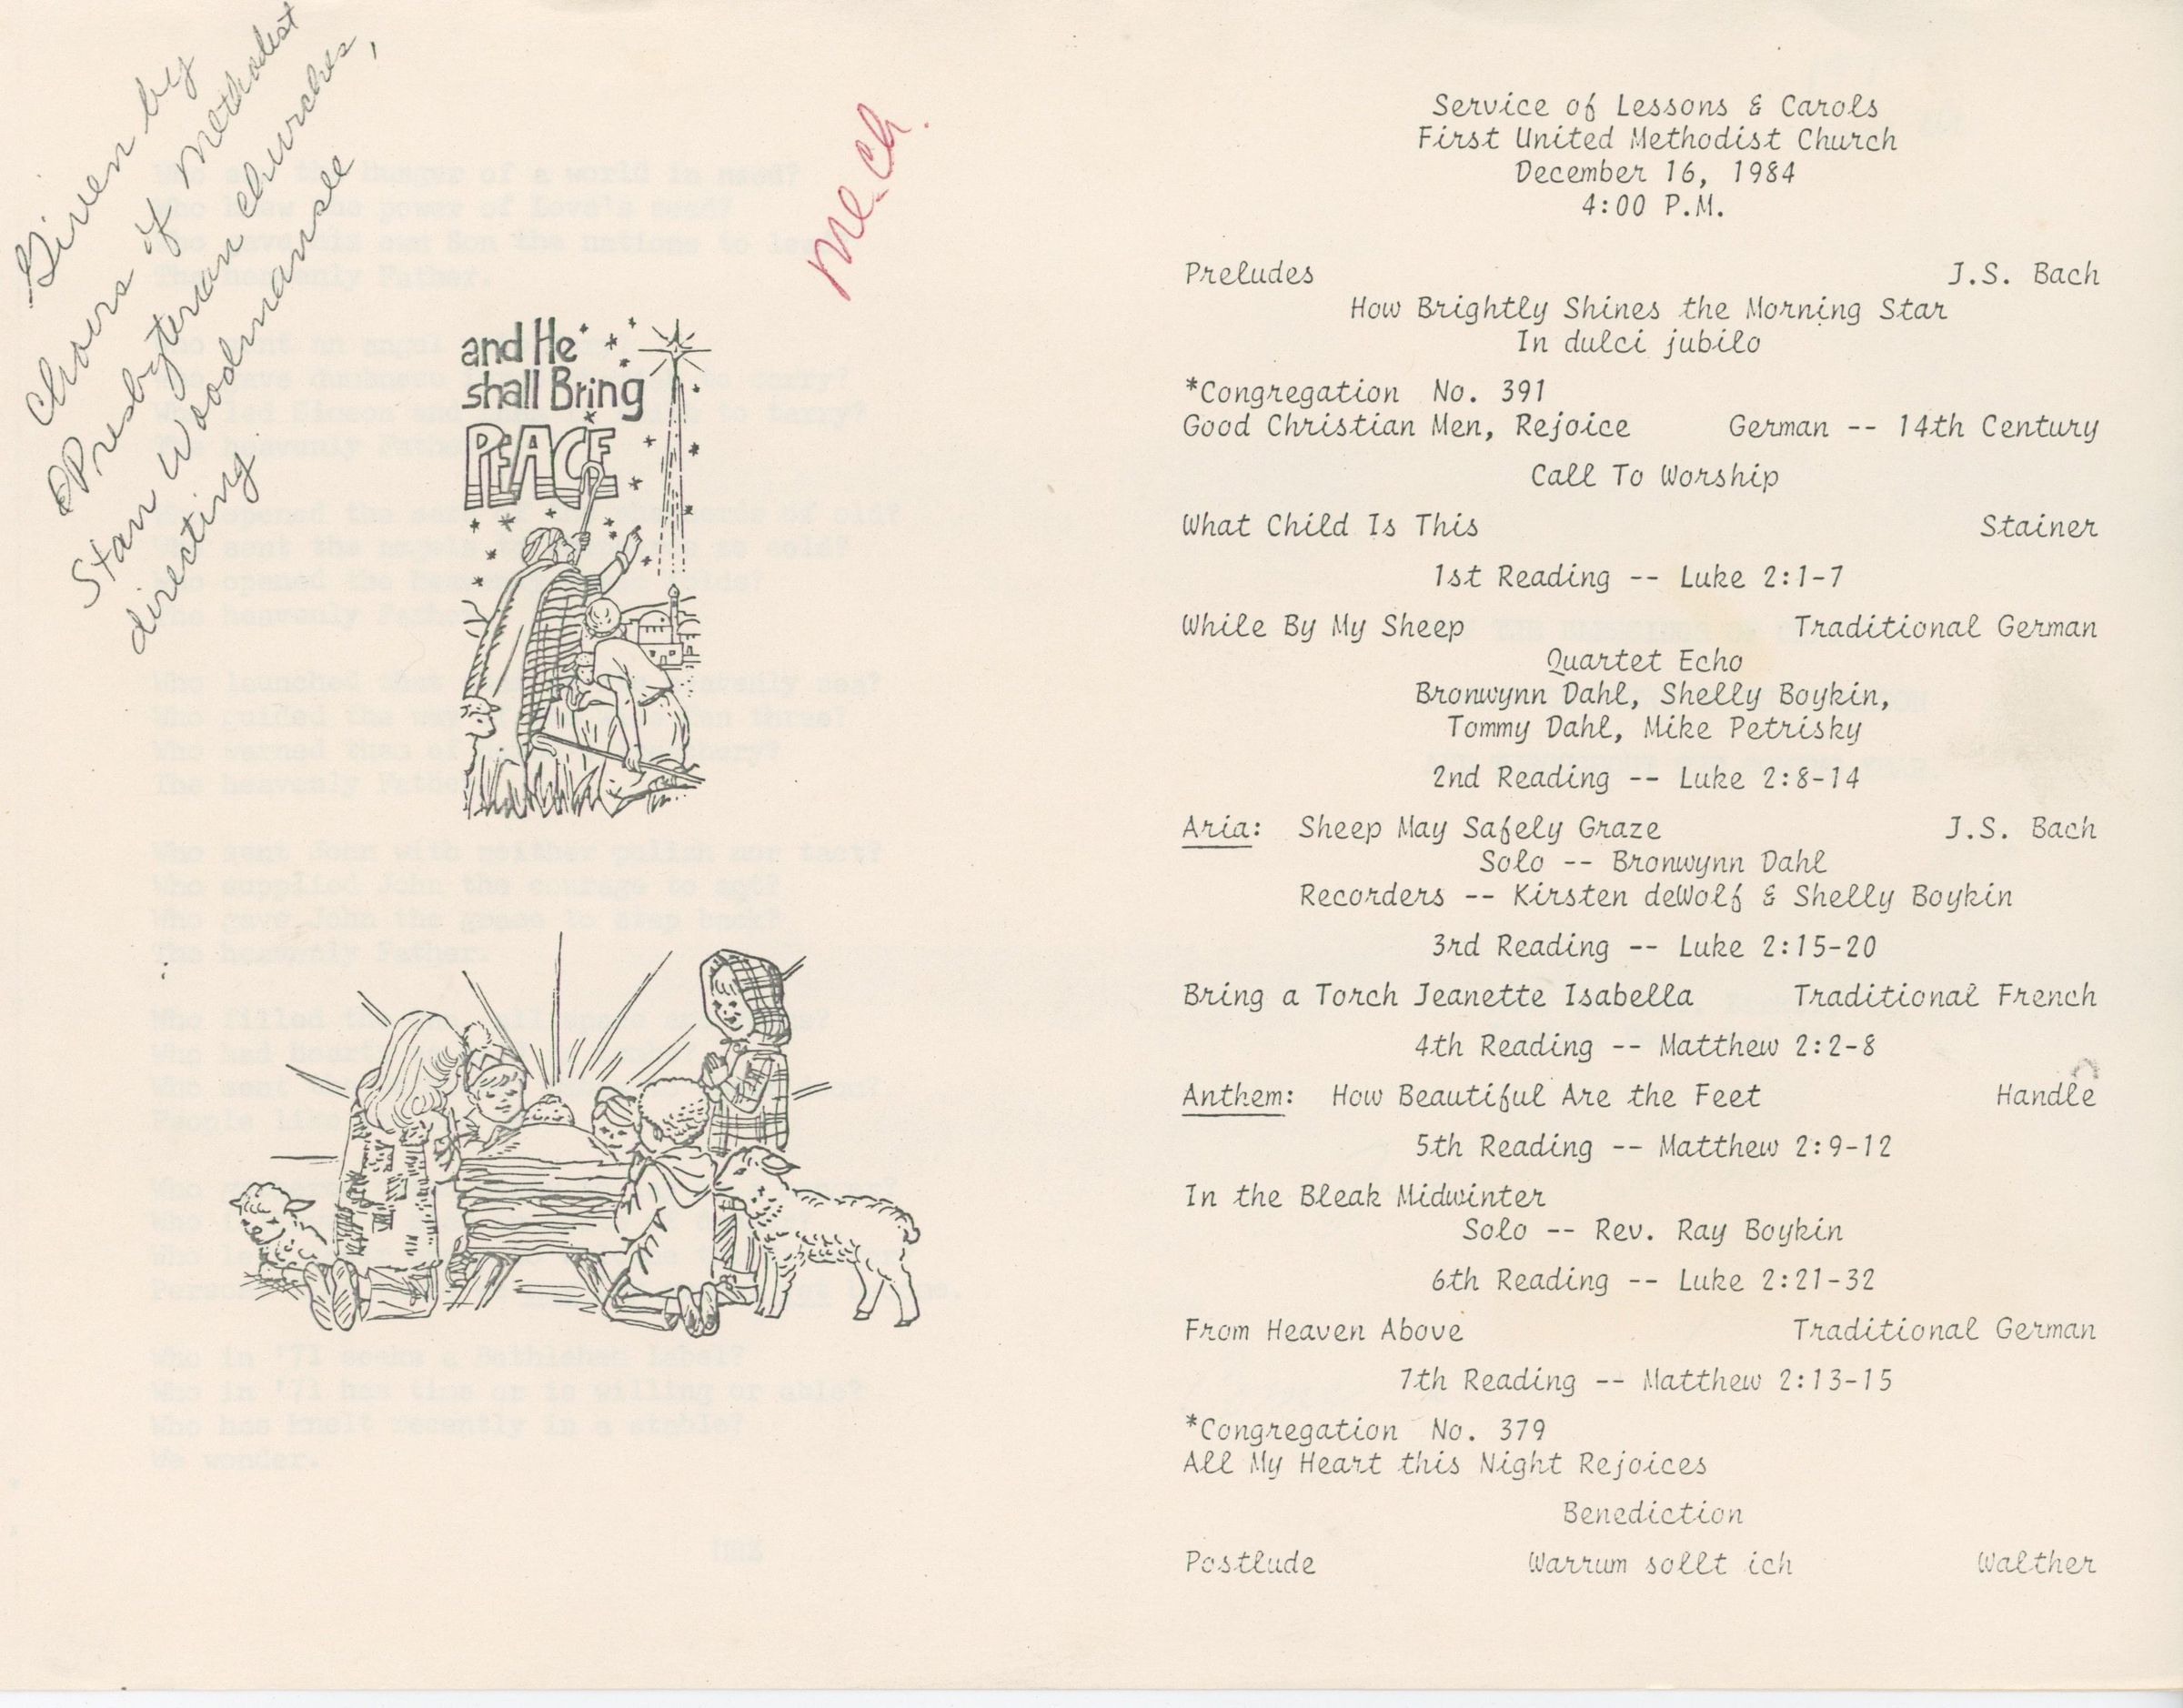 Given by
Choirs of Methodist
& Presbyterian churches,
Stan Woodmansee
directing.
Me. Ch.
and He
shall Bring
PEACE
Service of Lessons & Carols
First United Methodist Church
December 16, 1984
4:00 P.M.
Preludes J.S. Bach
How Brightly Shines the Morning Star
In dulci jubilo
*Congregation No. 391
Good Christian Men, Rejoice German -- 14th Century
Call To Worship
What Child Is This Stainer
1st Reading -- Luke 2:1-7
While By My Sheep Traditional German
Quartet Echo
Bronwynn Dahl, Shelly Boykin,
Tommy Dahl, Mike Petrisky
2nd Reading -- Luke 2:8-14
Aria: Sheep May Safely Graze J.S. Bach
Solo -- Bronwynn Dahl
Recorders -- Kirsten deWolf & Shelly Boykin
3rd Reading -- Luke 2:15-20
Bring a Torch Jeanette Isabella Traditional French
4th Reading -- Matthew 2:2-8
Anthem: How Beautiful Are the Feet Handle
5th Reading -- Matthew 2:9-12
In the Bleak Midwinter
Solo -- Rev. Ray Boykin
6th Reading -- Luke 2:21-32
From Heaven Above Traditional German
7th Reading -- Matthew 2:13-15
*Congregation No. 379
All My Heart this Night Rejoices
Benediction
Postlude Warrum sollt ich Walther